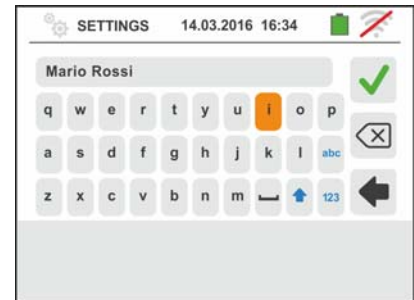 SETTINGS 14.03.2016 16:34
Mario Rossi
q w e r t y u i o p
a s d f g h j k l abc
z x c v b n m 123